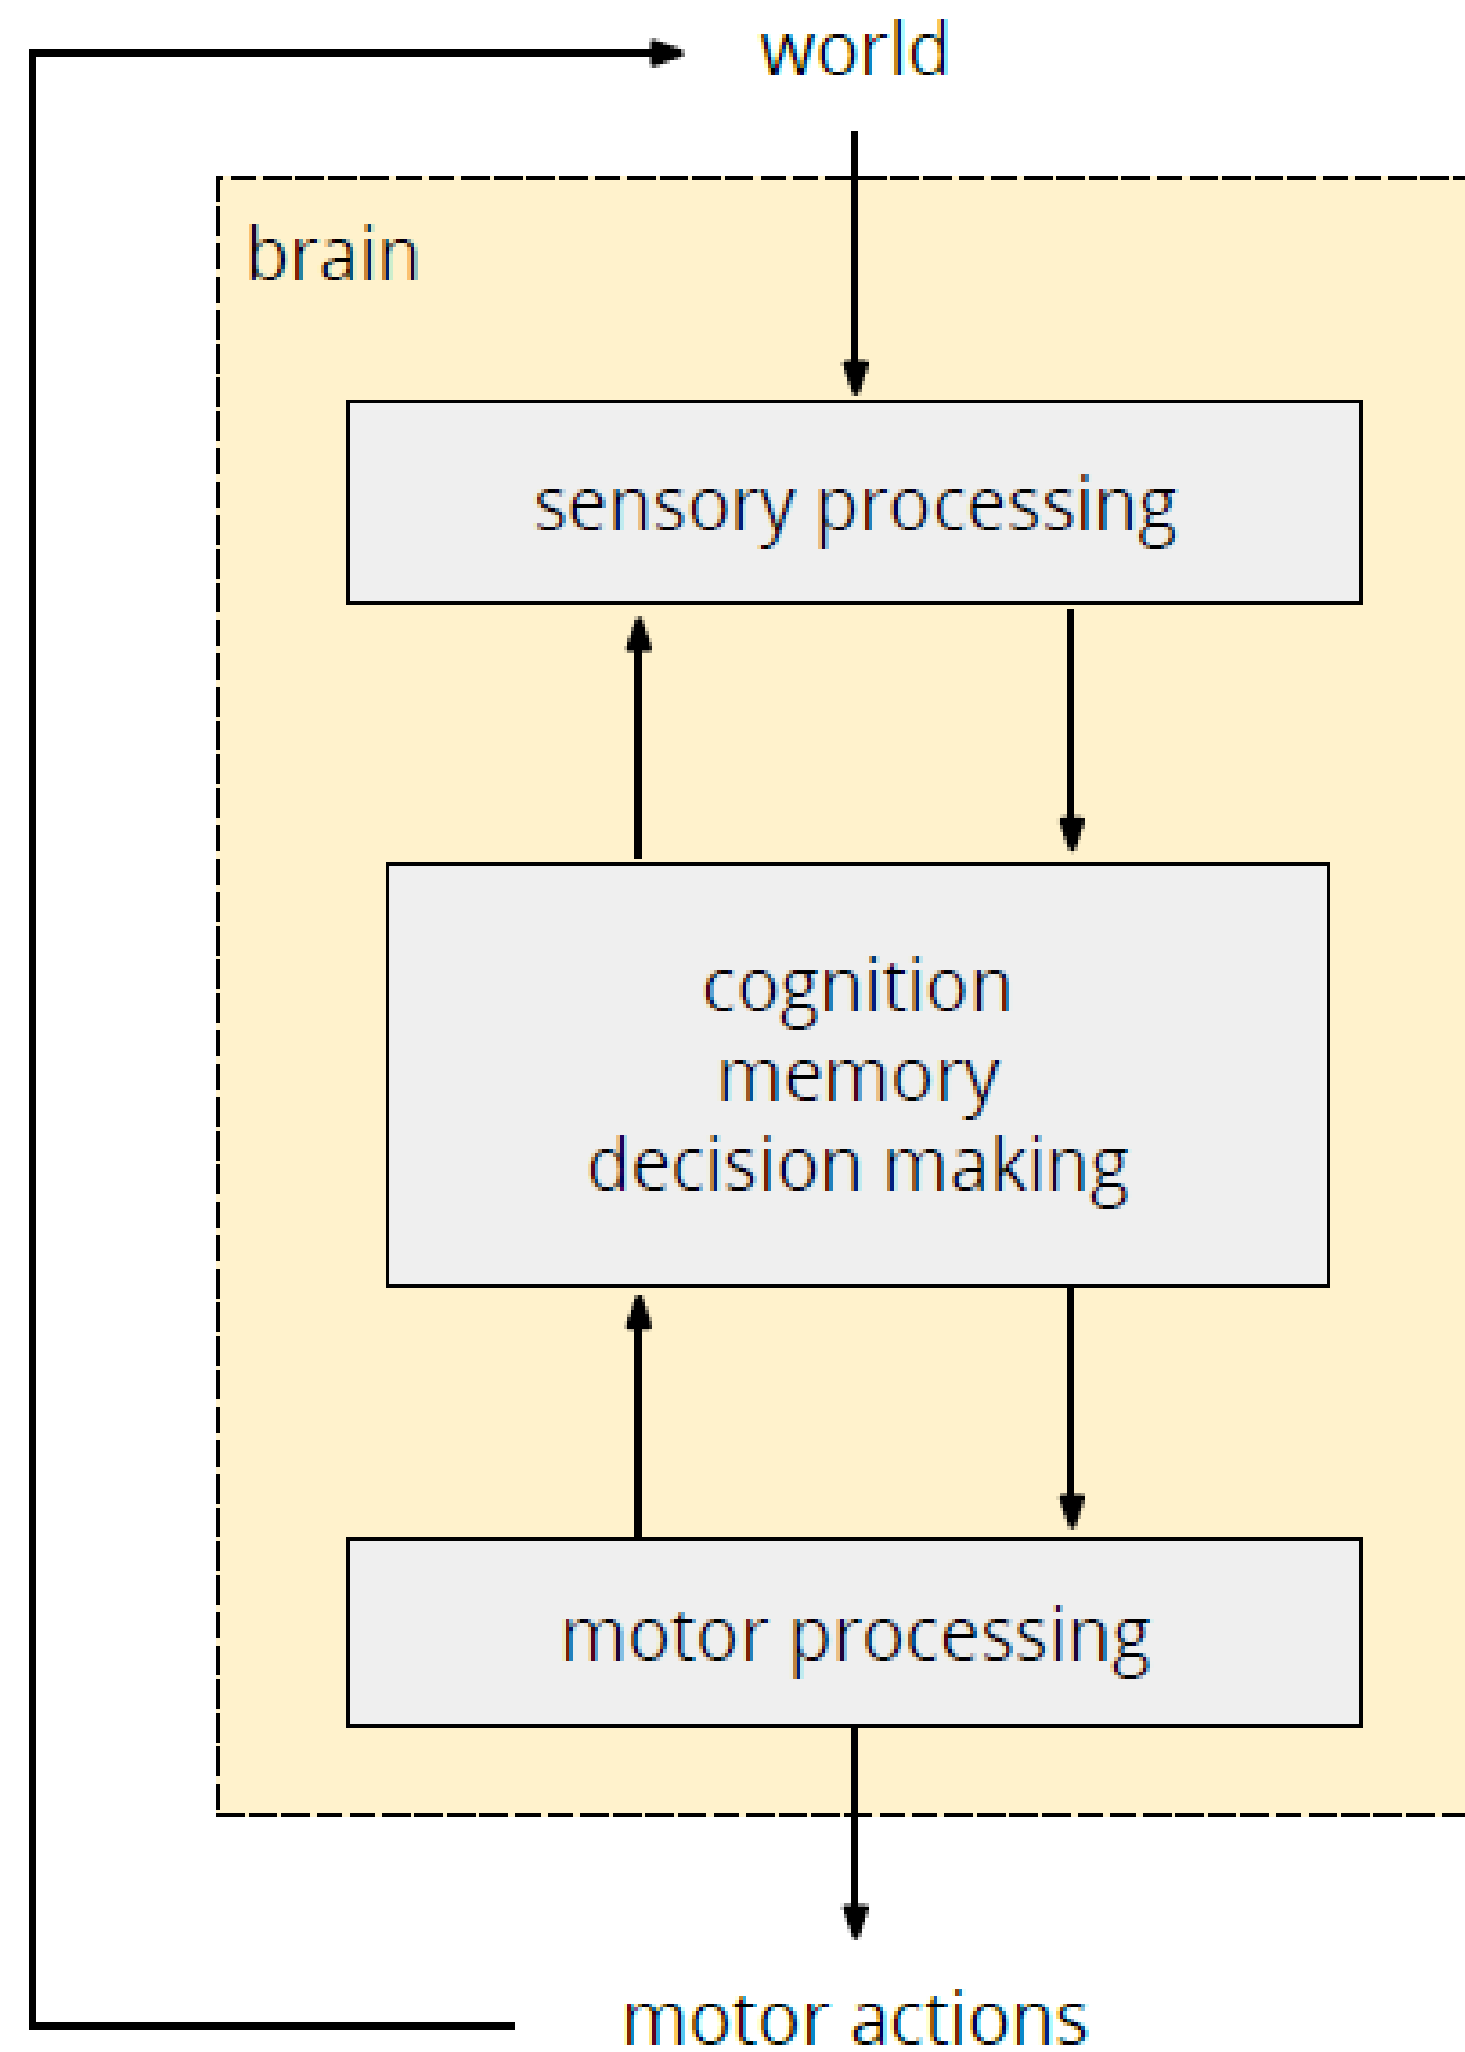 world
brain
sensory processing
cognition
memory
decision making
motor processing
motor actions